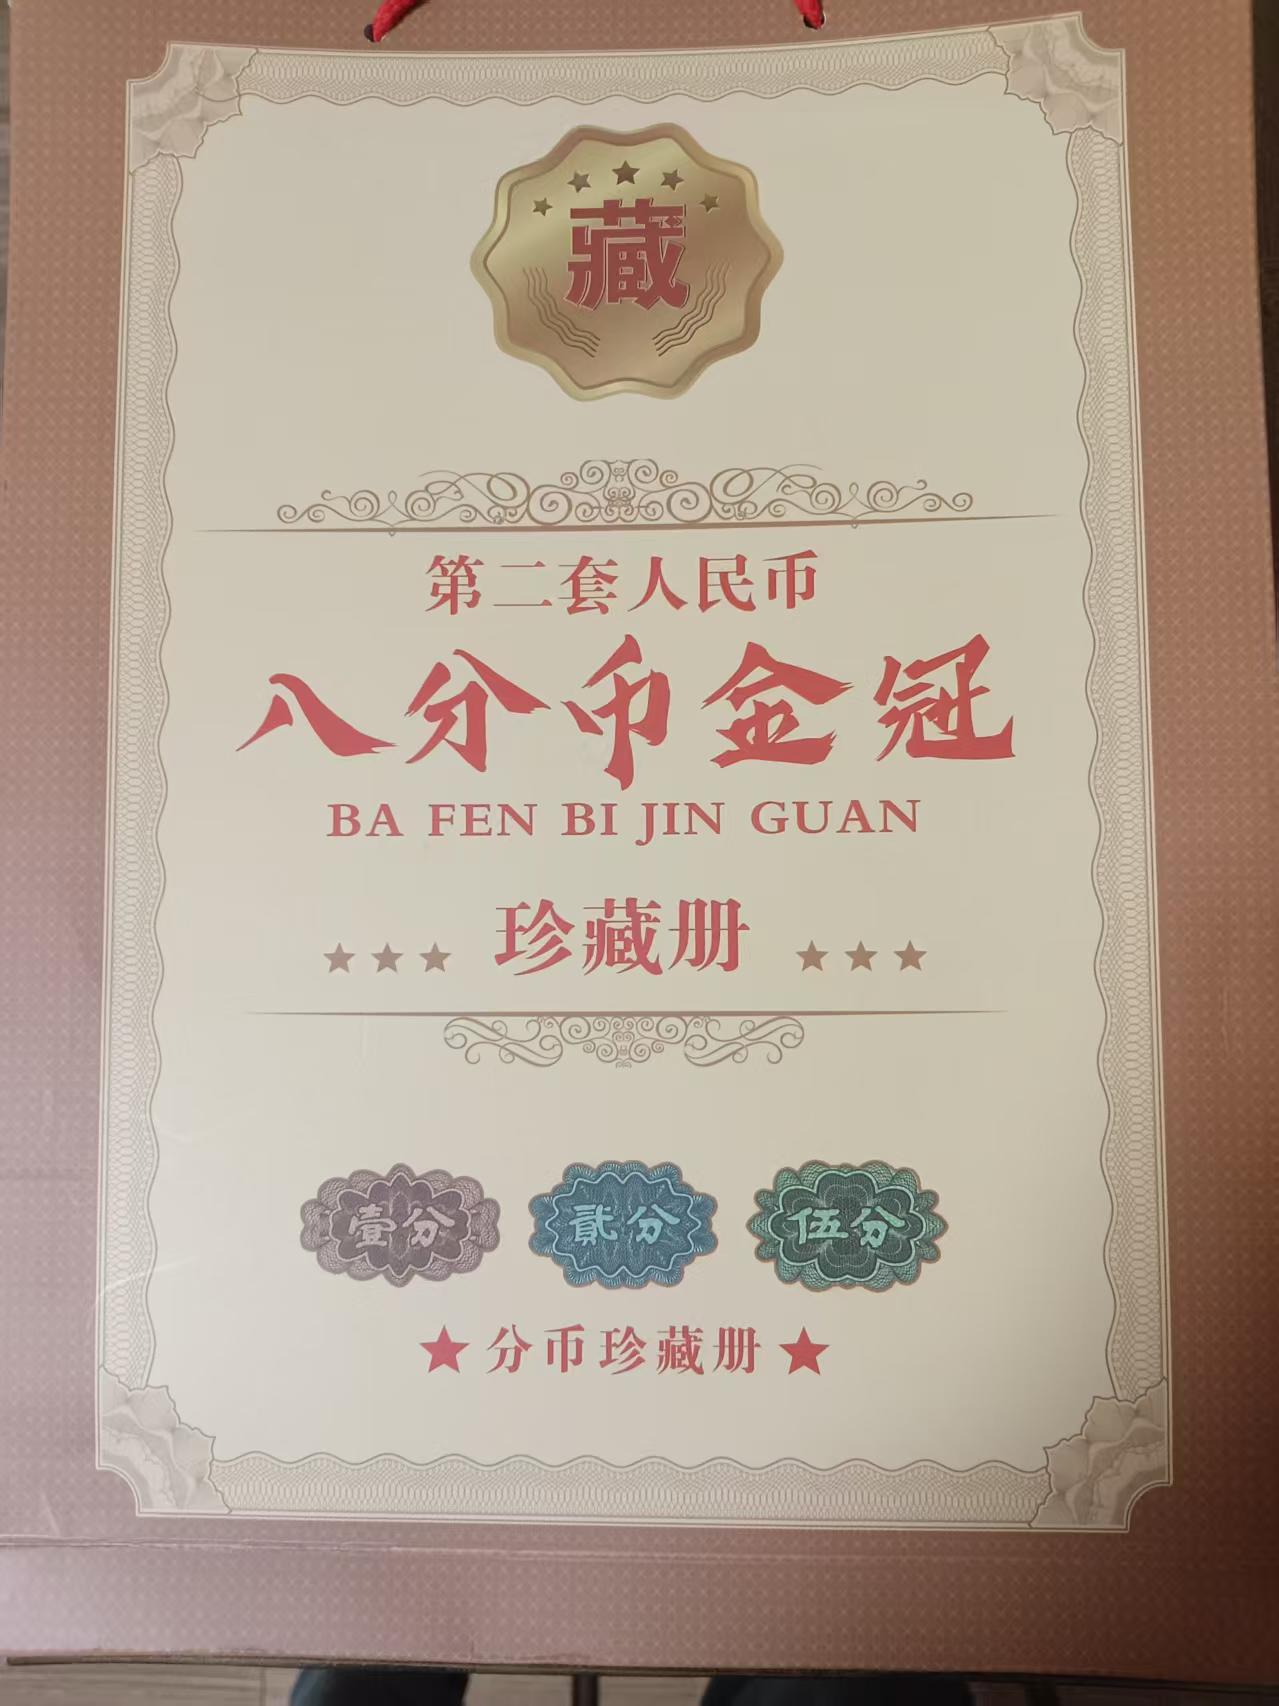 藏
第二套人民币
八分币金冠
BA FEN BI JIN GUAN
珍藏册
壹分 貳分 伍分
分币珍藏册